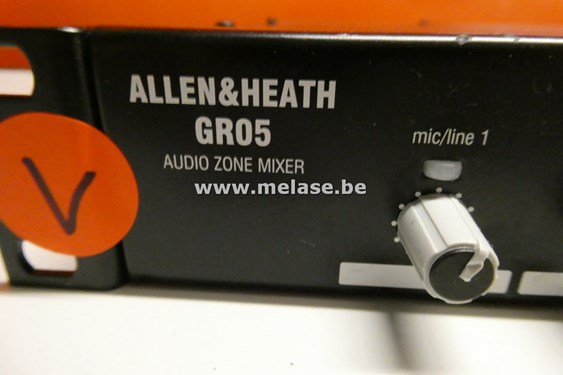 ALLEN&HEATH
GR05
AUDIO ZONE MIXER
mic/line 1
www.melase.be
V